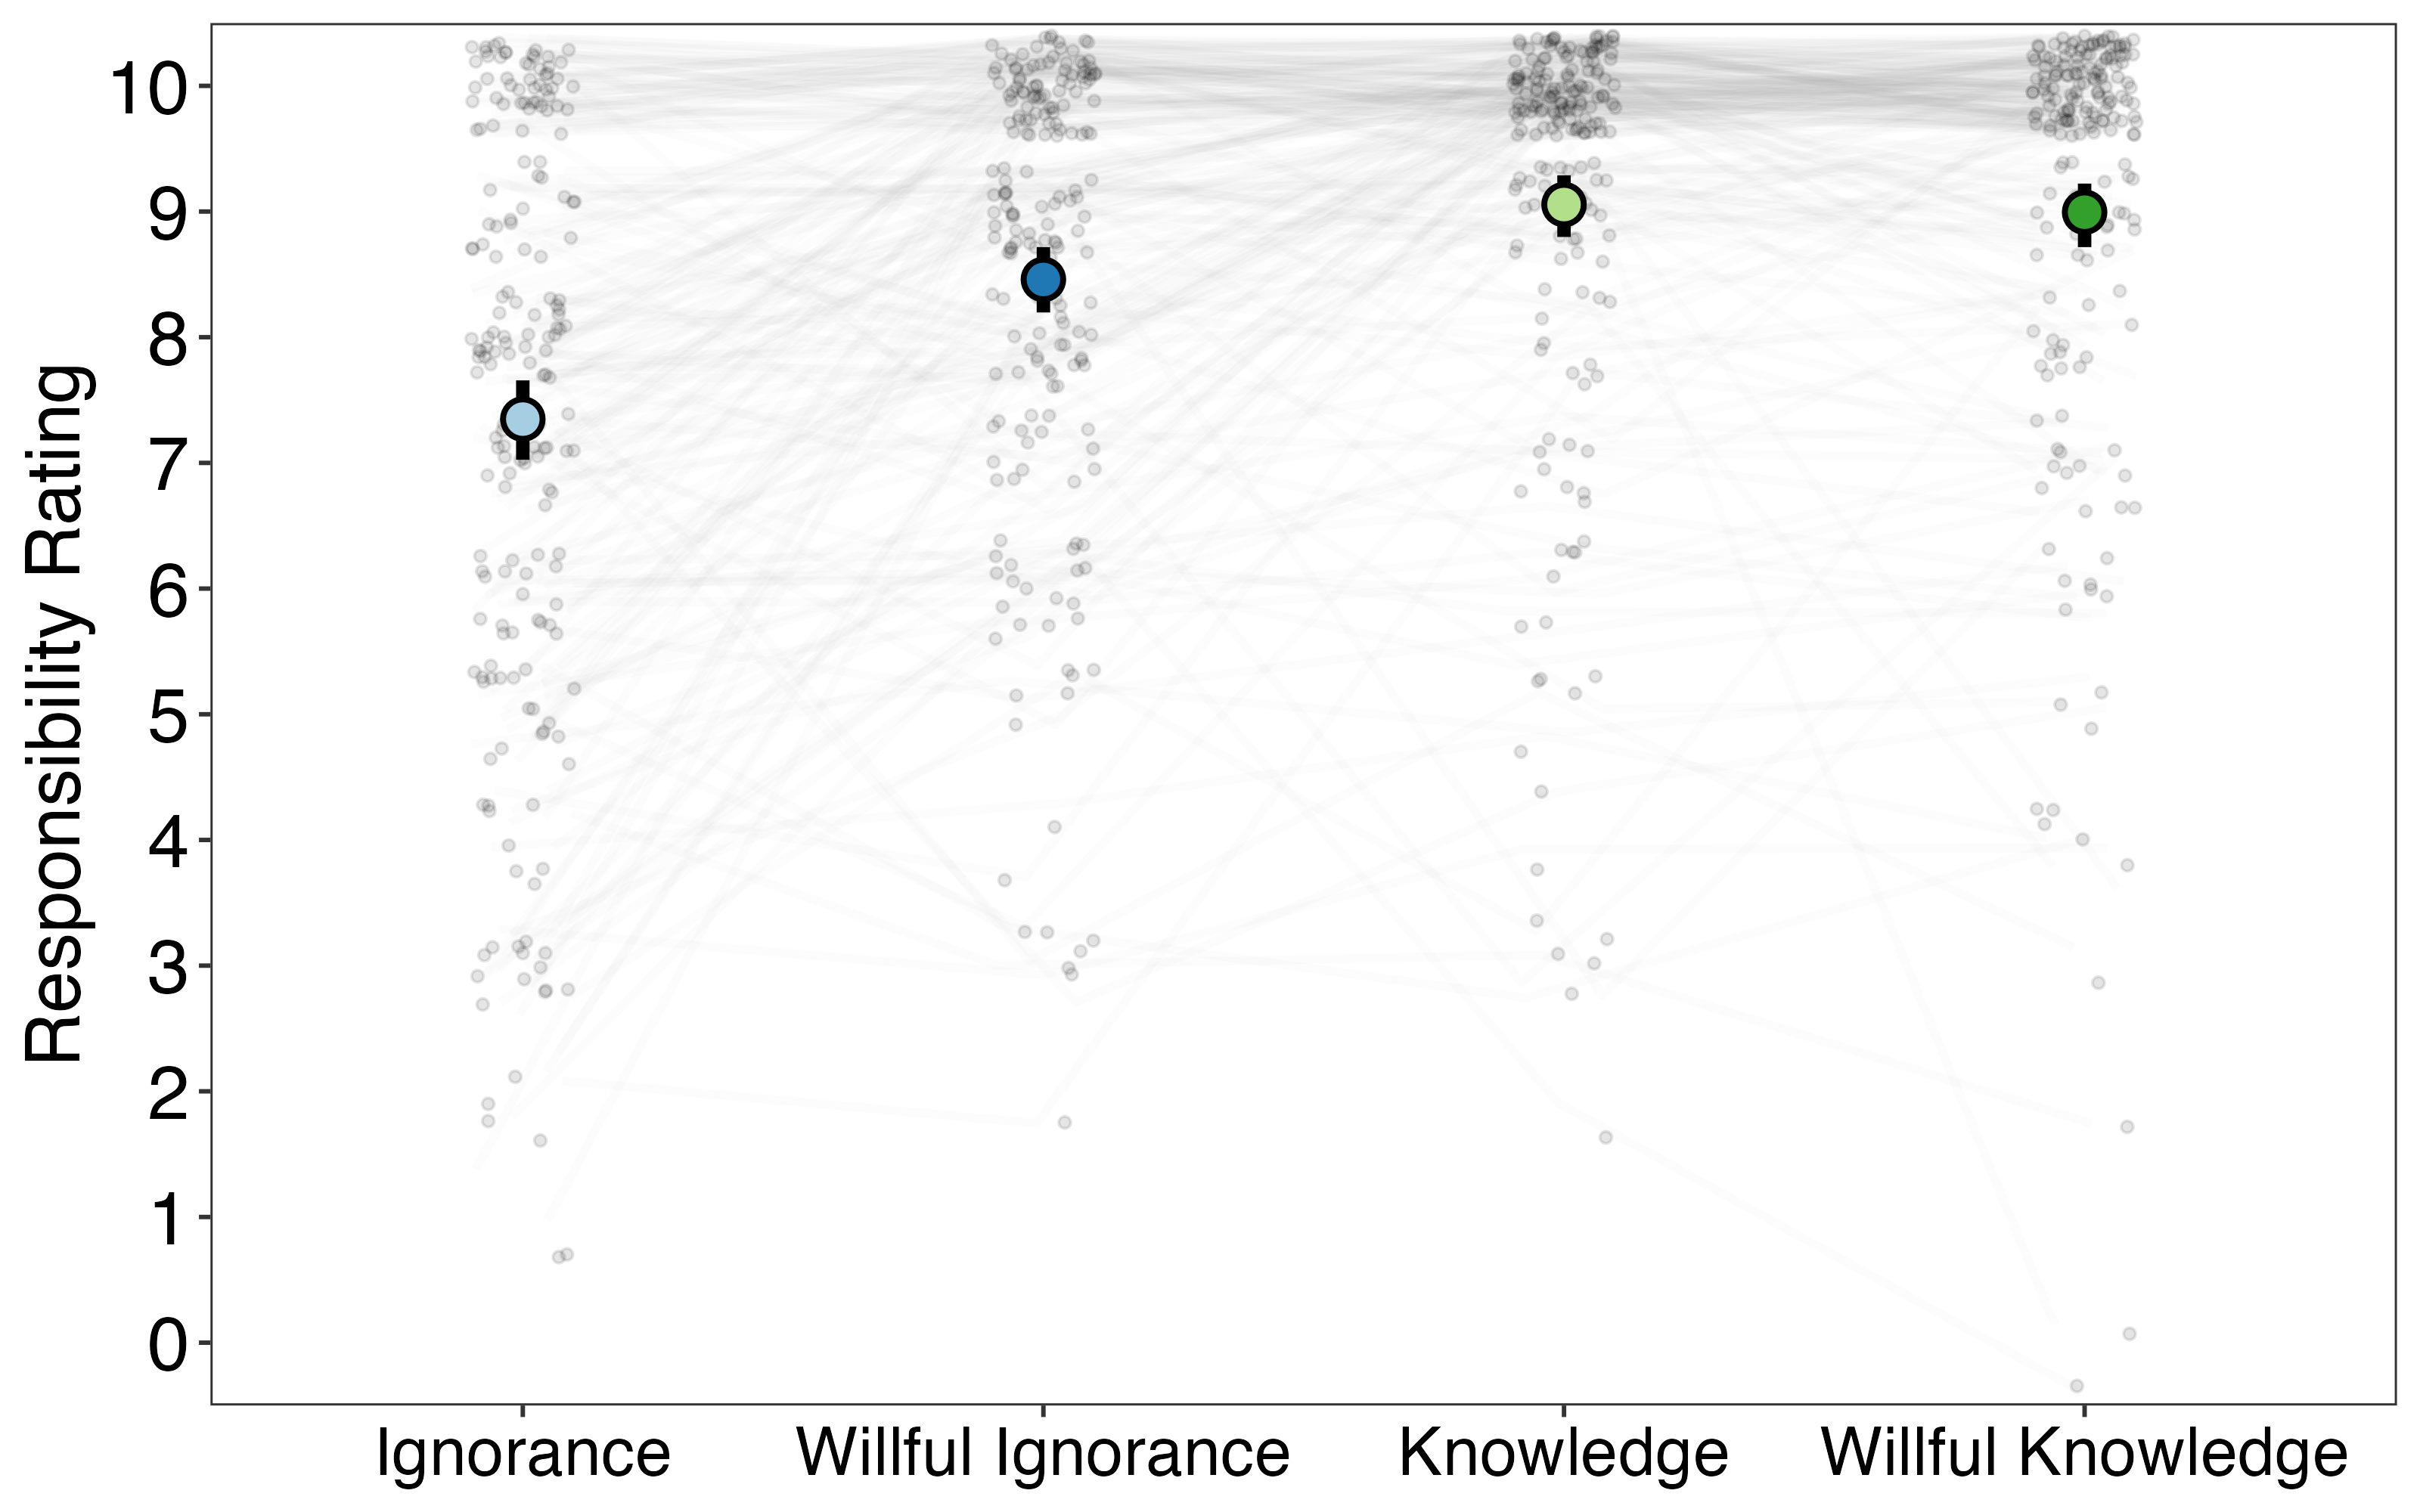 Responsibility Rating
10
9
8
7
6
5
4
3
2
1
0
Ignorance
Willful Ignorance
Knowledge
Willful Knowledge